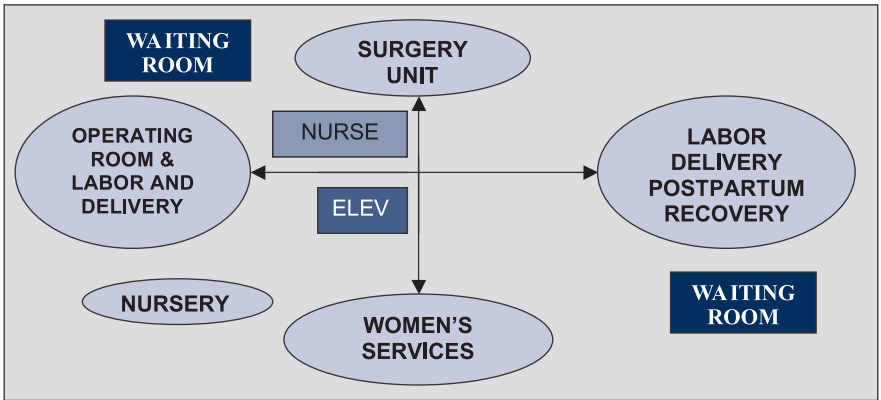 WAITING
ROOM
SURGERY
UNIT
NURSE
OPERATING
ROOM &
LABOR AND
DELIVERY
LABOR
DELIVERY
POSTPARTUM
RECOVERY
ELEV
NURSERY
WOMEN'S
SERVICES
WAITING
ROOM